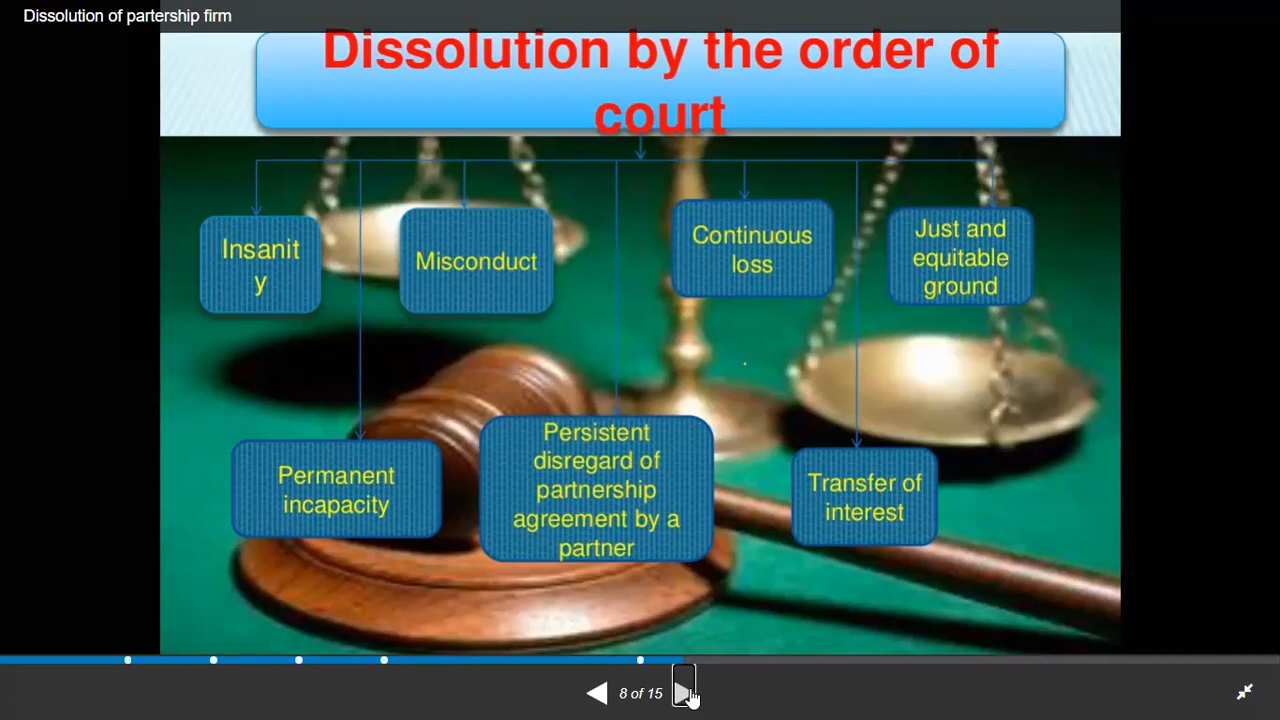 Dissolution of partership firm
Dissolution by the order of
court
Insanit
y
Misconduct
Continuous
loss
Just and
equitable
ground
Permanent
incapacity
Persistent
disregard of
partnership
agreement by a
partner
Transfer of
interest
8 of 15